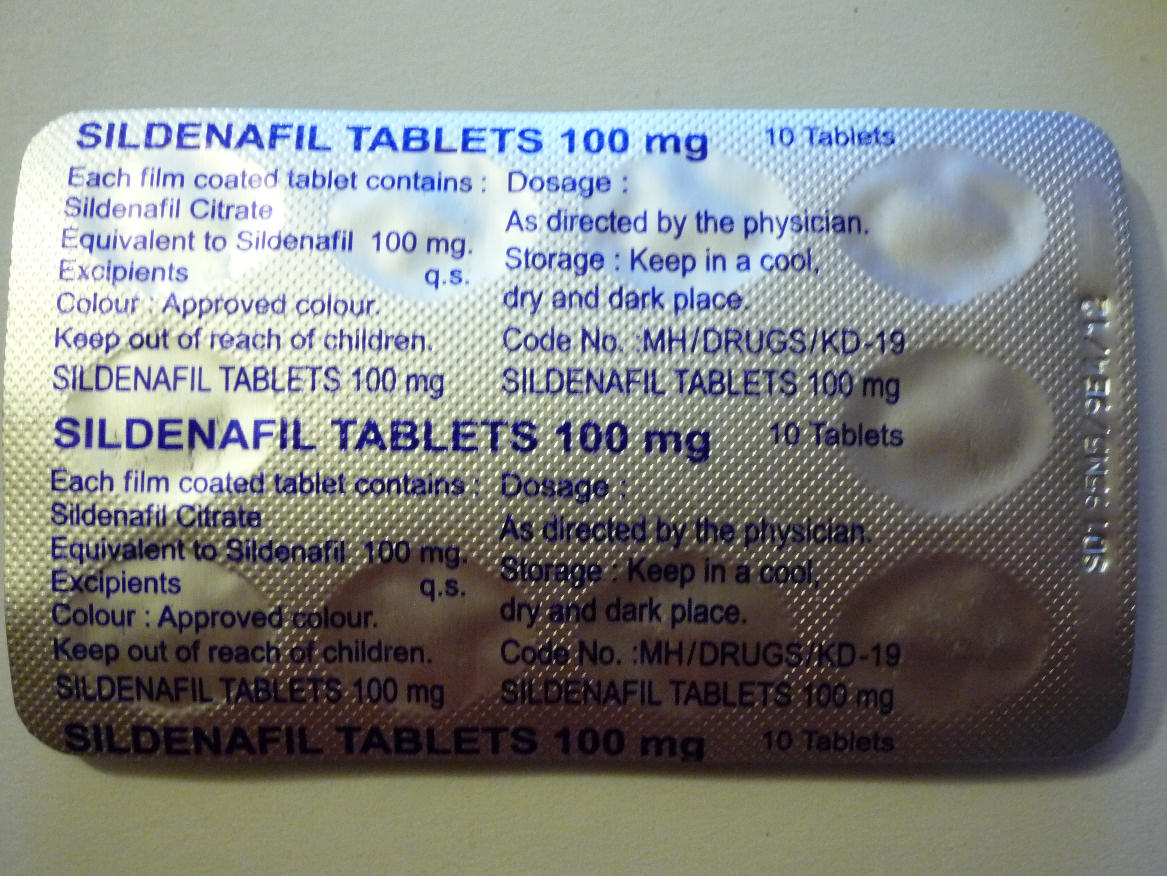 SILDENAFIL TABLETS 100 mg 10 Tablets
Each film coated tablet contains :
Sildenafil Citrate
Equivalent to Sildenafil 100 mg.
Excipients q.s.
Colour : Approved colour.
Keep out of reach of children.
SILDENAFIL TABLETS 100 mg
Dosage :
As directed by the physician.
Storage : Keep in a cool,
dry and dark place.
Code No. :MH/DRUGS/KD-19
SILDENAFIL TABLETS 100 mg
SILDENAFIL TABLETS 100 mg 10 Tablets
Each film coated tablet contains :
Sildenafil Citrate
Equivalent to Sildenafil 100 mg.
Excipients q.s.
Colour : Approved colour.
Keep out of reach of children.
SILDENAFIL TABLETS 100 mg
Dosage :
As directed by the physician.
Storage : Keep in a cool,
dry and dark place.
Code No. :MH/DRUGS/KD-19
SILDENAFIL TABLETS 100 mg
SILDENAFIL TABLETS 100 mg 10 Tablets